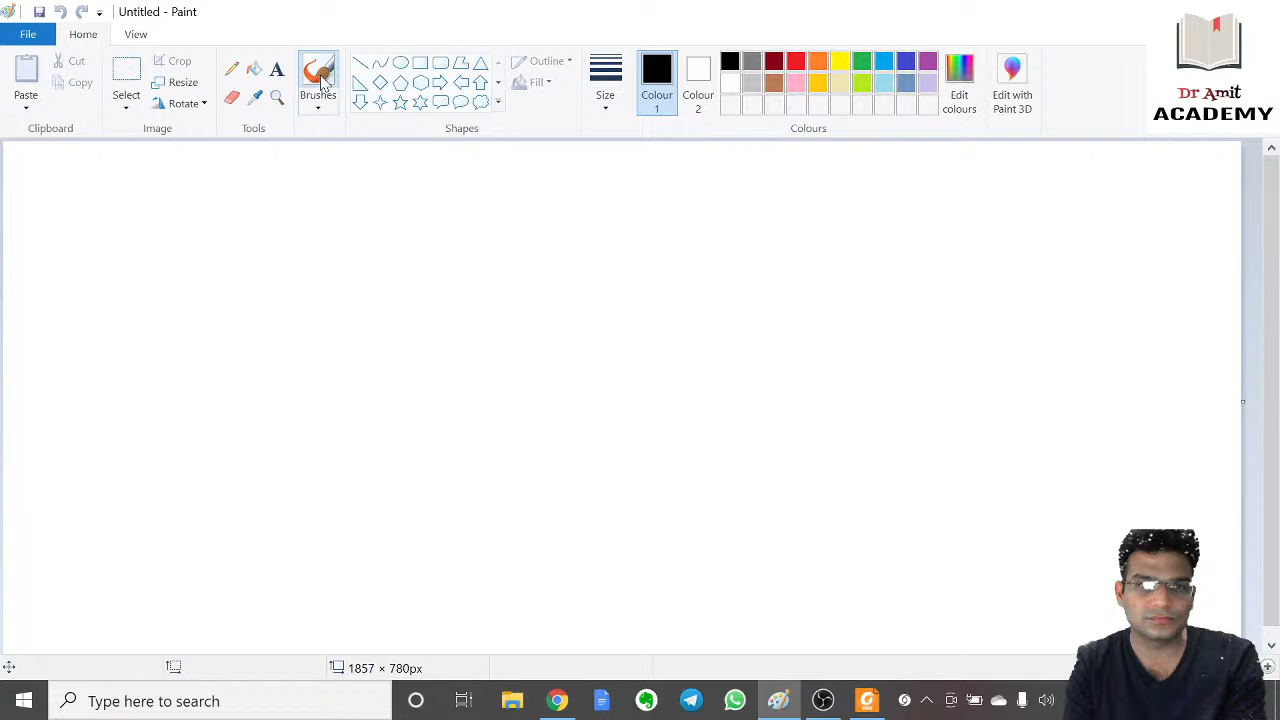 Untitled - Paint
File Home View
Paste
Cut
Copy
Clipboard
Select
Crop
Resize
Rotate
Image
A
Tools
Brushes
Shapes
Outline
Fill
Size
Colour 1
Colour 2
Edit colours
Edit with Paint 3D
Colours
Dr Amit
ACADEMY
1857 × 780px
Type here to search